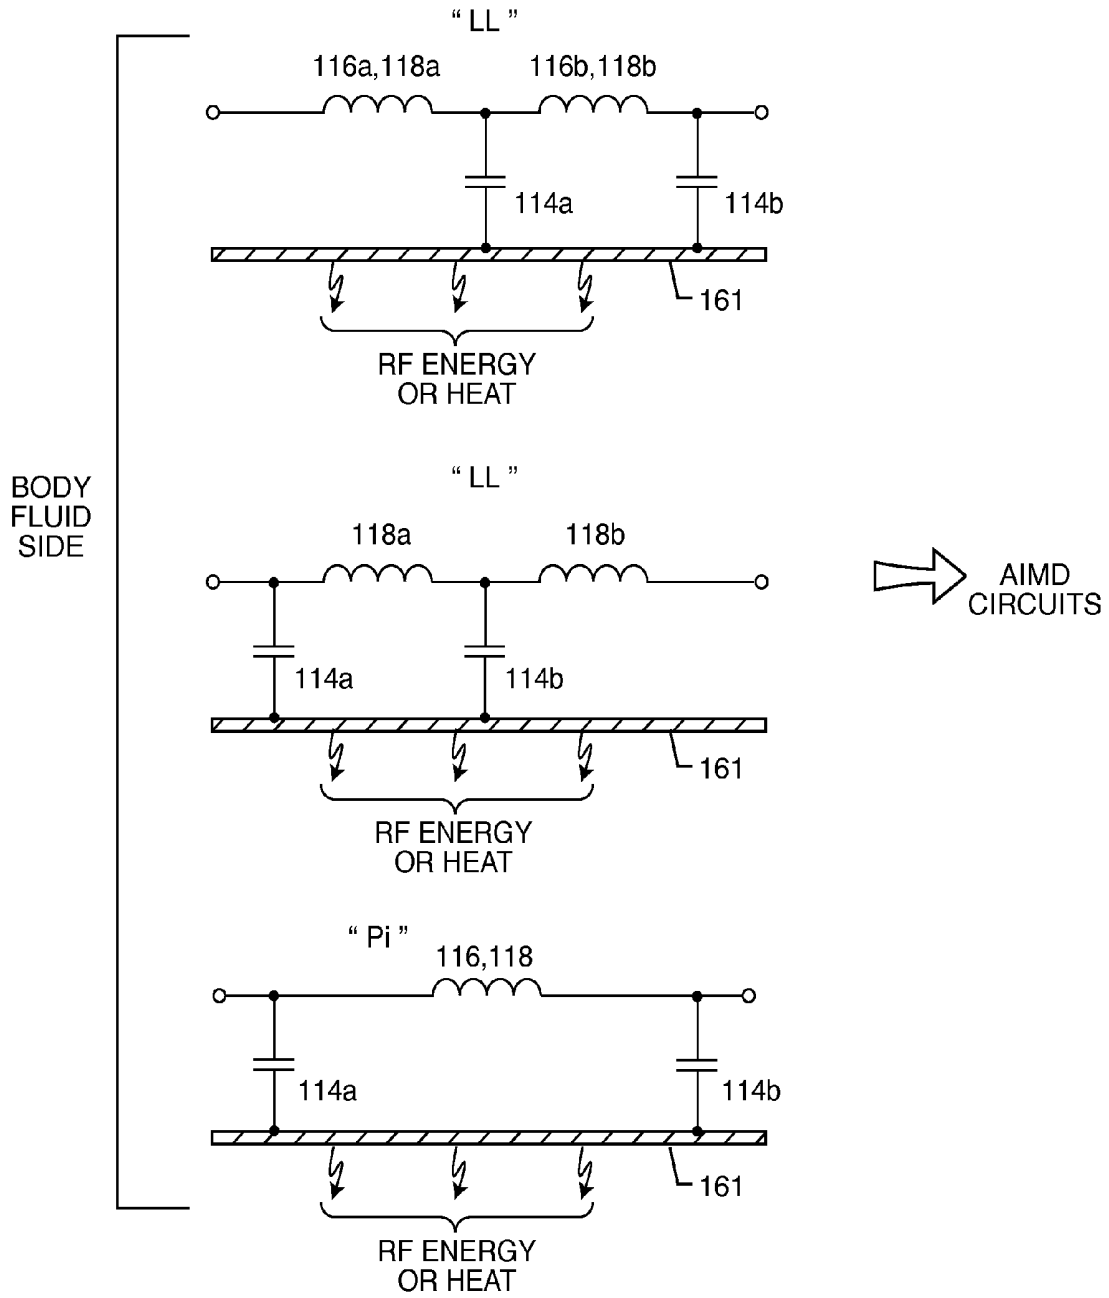 “ LL ”
116a,118a
116b,118b
114a
114b
161
RF ENERGY
OR HEAT
“ LL ”
BODY
FLUID
SIDE
118a
118b
AIMD
CIRCUITS
114a
114b
161
RF ENERGY
OR HEAT
“ Pi ”
116,118
114a
114b
161
RF ENERGY
OR HEAT